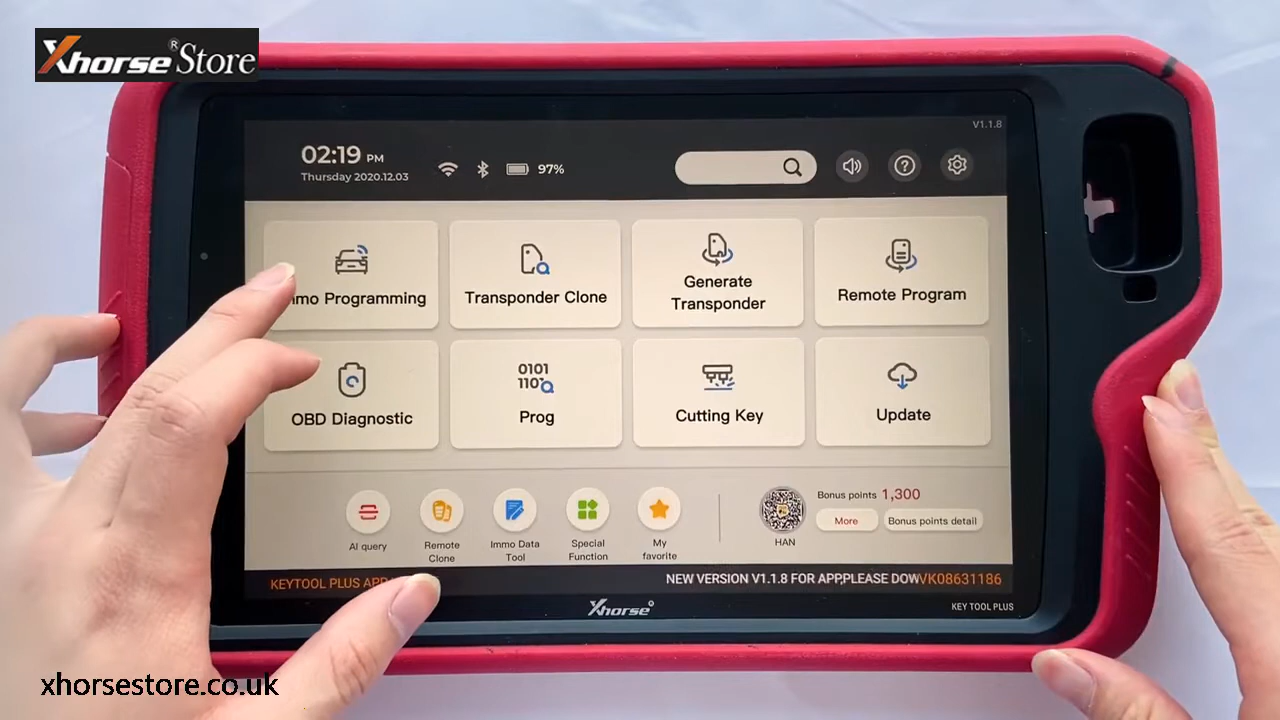 Xhorse® Store
V1.1.8
02:19 PM
Thursday 2020.12.03
97%
mo Programming
Transponder Clone
Generate
Transponder
Remote Program
OBD Diagnostic
0101
110
Prog
Cutting Key
Update
AI query
Remote
Clone
Immo Data
Tool
Special
Function
My
favorite
HAN
Bonus points 1,300
More
Bonus points detail
KEYTOOL PLUS APP
NEW VERSION V1.1.8 FOR APP,PLEASE DOW
VK08631186
Xhorse®
KEY TOOL PLUS
xhorsestore.co.uk